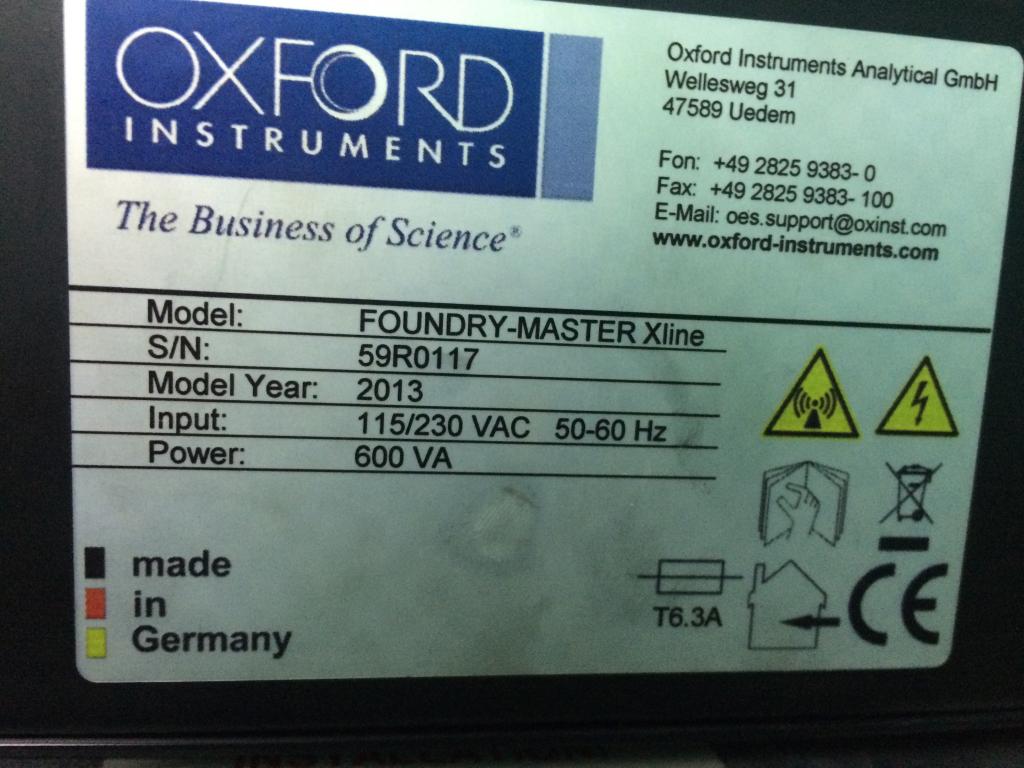 OXFORD
INSTRUMENTS
The Business of Science®
Oxford Instruments Analytical GmbH
Wellesweg 31
47589 Uedem
Fon: +49 2825 9383- 0
Fax: +49 2825 9383- 100
E-Mail: oes.support@oxinst.com
www.oxford-instruments.com
Model: FOUNDRY-MASTER Xline
S/N: 59R0117
Model Year: 2013
Input: 115/230 VAC 50-60 Hz
Power: 600 VA
made
in
Germany
T6.3A
CE